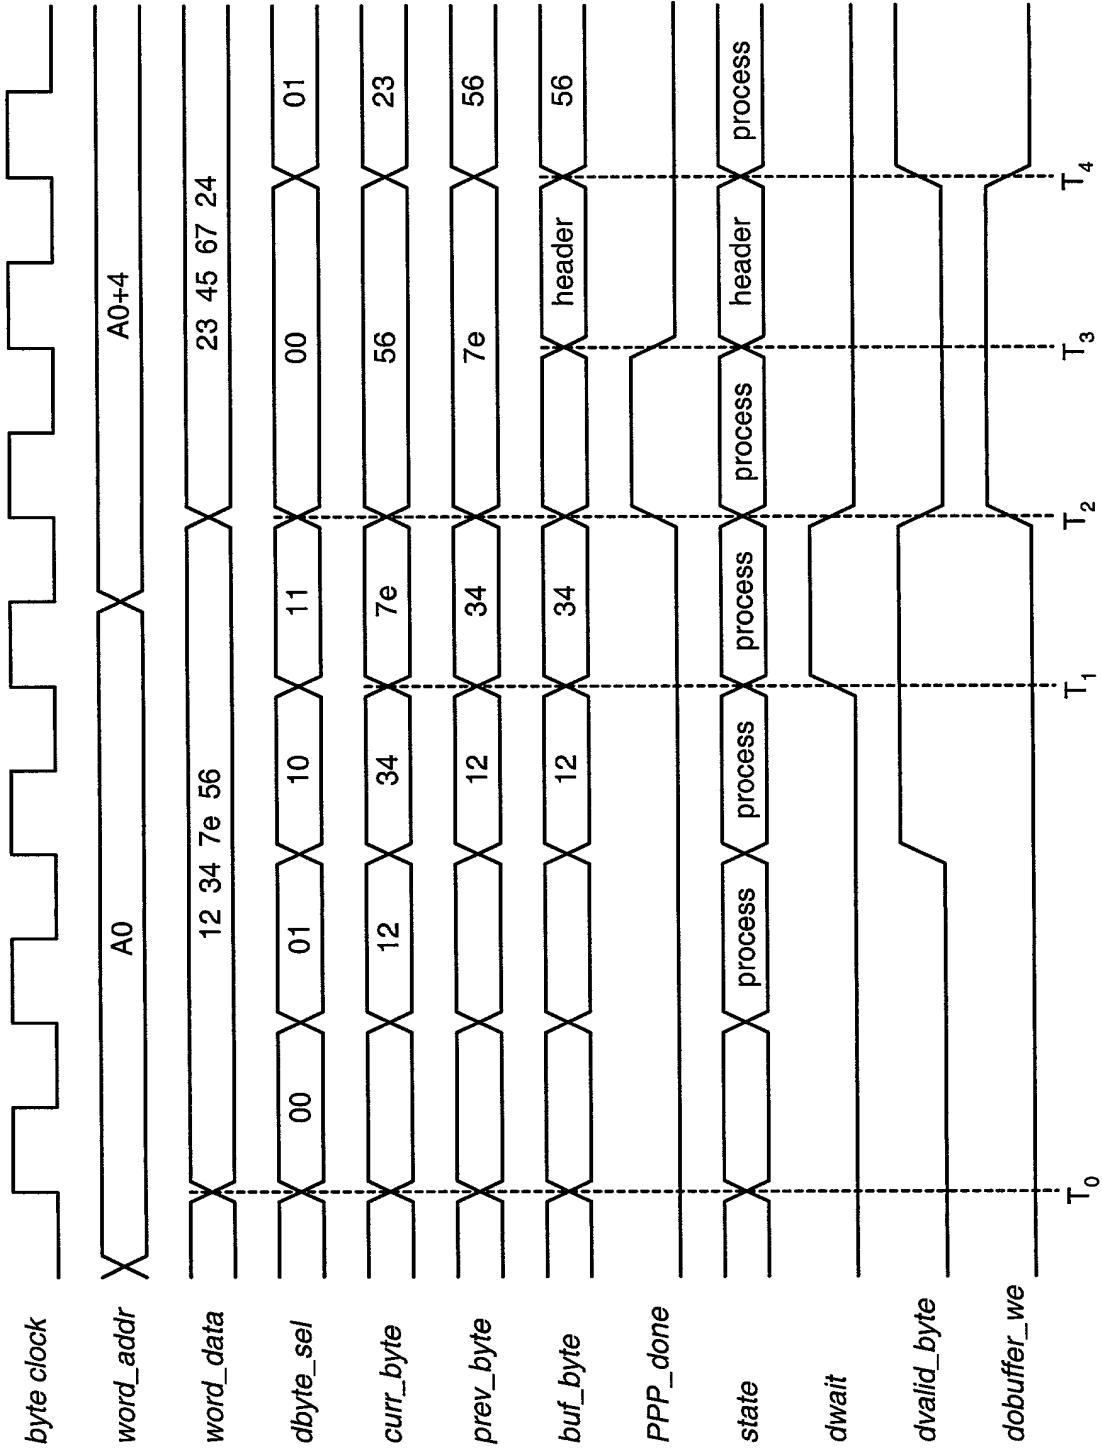 byte clock
word_addr A0 A0+4
word_data 12 34 7e 56 23 45 67 24
dbyte_sel 00 01 10 11 00 01
curr_byte 12 34 7e 56 23
prev_byte 12 34 7e 56
buf_byte 12 34 header 56
PPP_done
state process process process process header process
dwait
dvalid_byte
dobuffer_we
T0 T1 T2 T3 T4